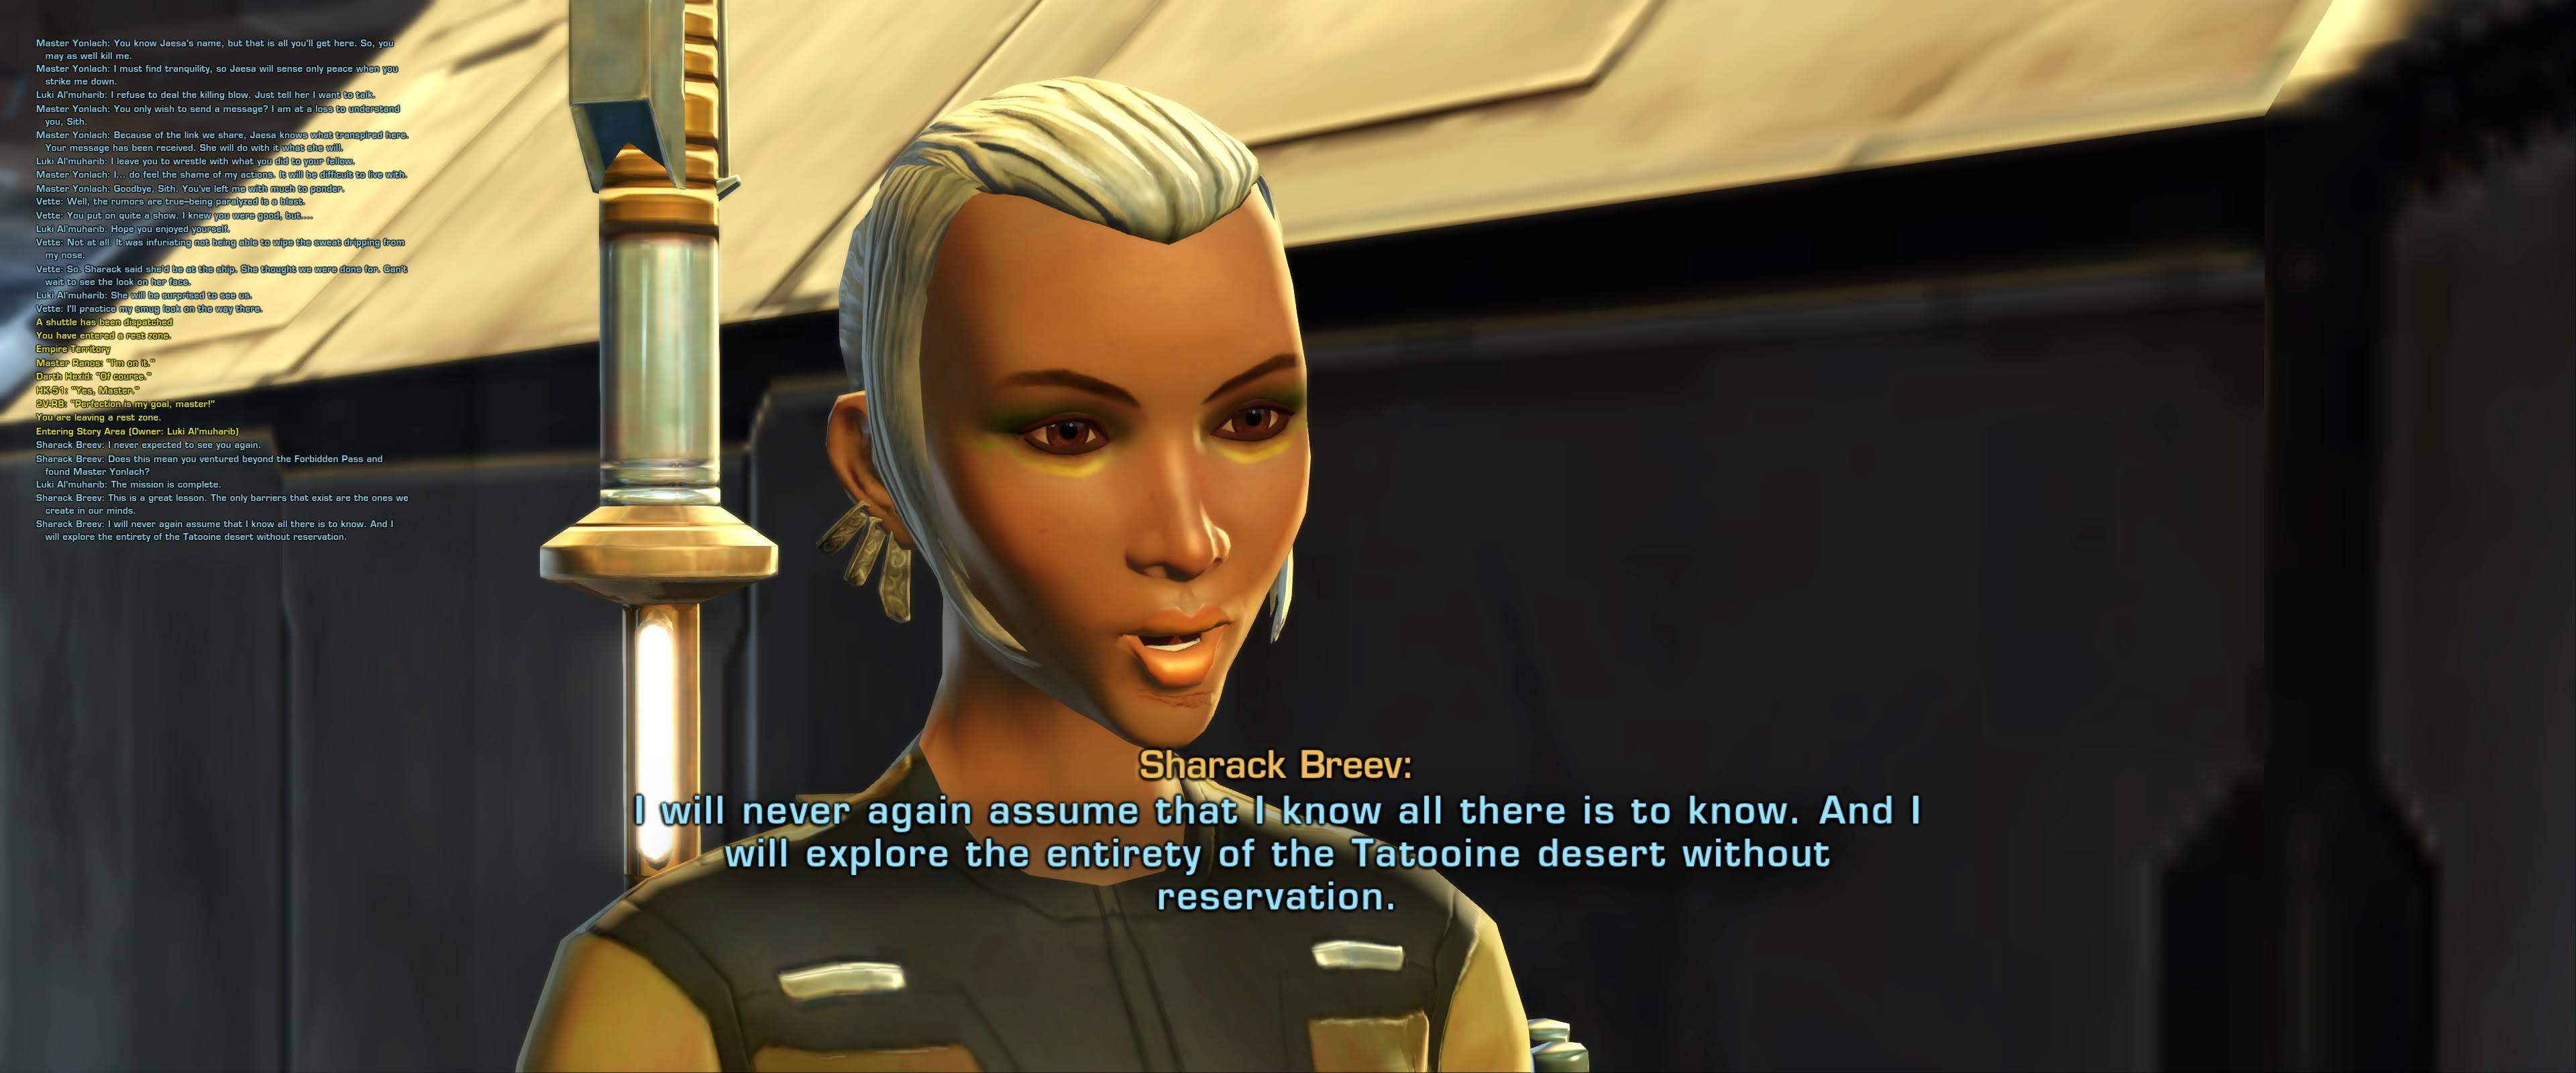 Master Yonlach: You know Jaesa's name, but that is all you'll get here. So, you
may as well kill me.
Master Yonlach: I must find tranquility, so Jaesa will sense only peace when you
strike me down.
Luki Al'muharib: I refuse to deal the killing blow. Just tell her I want to talk.
Master Yonlach: You only wish to send a message? I am at a loss to understand
you, Sith.
Master Yonlach: Because of the link we share, Jaesa knows what transpired here.
Your message has been received. She will do with it what she will.
Luki Al'muharib: I leave you to wrestle with what you did to your fellow.
Master Yonlach: I... do feel the shame of my actions. It will be difficult to live with.
Master Yonlach: Goodbye, Sith. You've left me with much to ponder.
Vette: Well, the rumors are true--being paralyzed is a blast.
Vette: You put on quite a show. I knew you were good, but....
Luki Al'muharib: Hope you enjoyed yourself.
Vette: Not at all. It was infuriating not being able to wipe the sweat dripping from
my nose.
Vette: So. Sharack said she'd be at the ship. She thought we were done for. Can't
wait to see the look on her face.
Luki Al'muharib: She will be surprised to see us.
Vette: I'll practice my smug look on the way there.
A shuttle has been dispatched
You have entered a rest zone.
Empire Territory
Master Ranos: "I'm on it."
Darth Hexid: "Of course."
HK-51: "Yes, Master."
2V-R8: "Perfection is my goal, master!"
You are leaving a rest zone.
Entering Story Area (Owner: Luki Al'muharib)
Sharack Breev: I never expected to see you again.
Sharack Breev: Does this mean you ventured beyond the Forbidden Pass and
found Master Yonlach?
Luki Al'muharib: The mission is complete.
Sharack Breev: This is a great lesson. The only barriers that exist are the ones we
create in our minds.
Sharack Breev: I will never again assume that I know all there is to know. And I
will explore the entirety of the Tatooine desert without reservation.
Sharack Breev:
I will never again assume that I know all there is to know. And I
will explore the entirety of the Tatooine desert without
reservation.